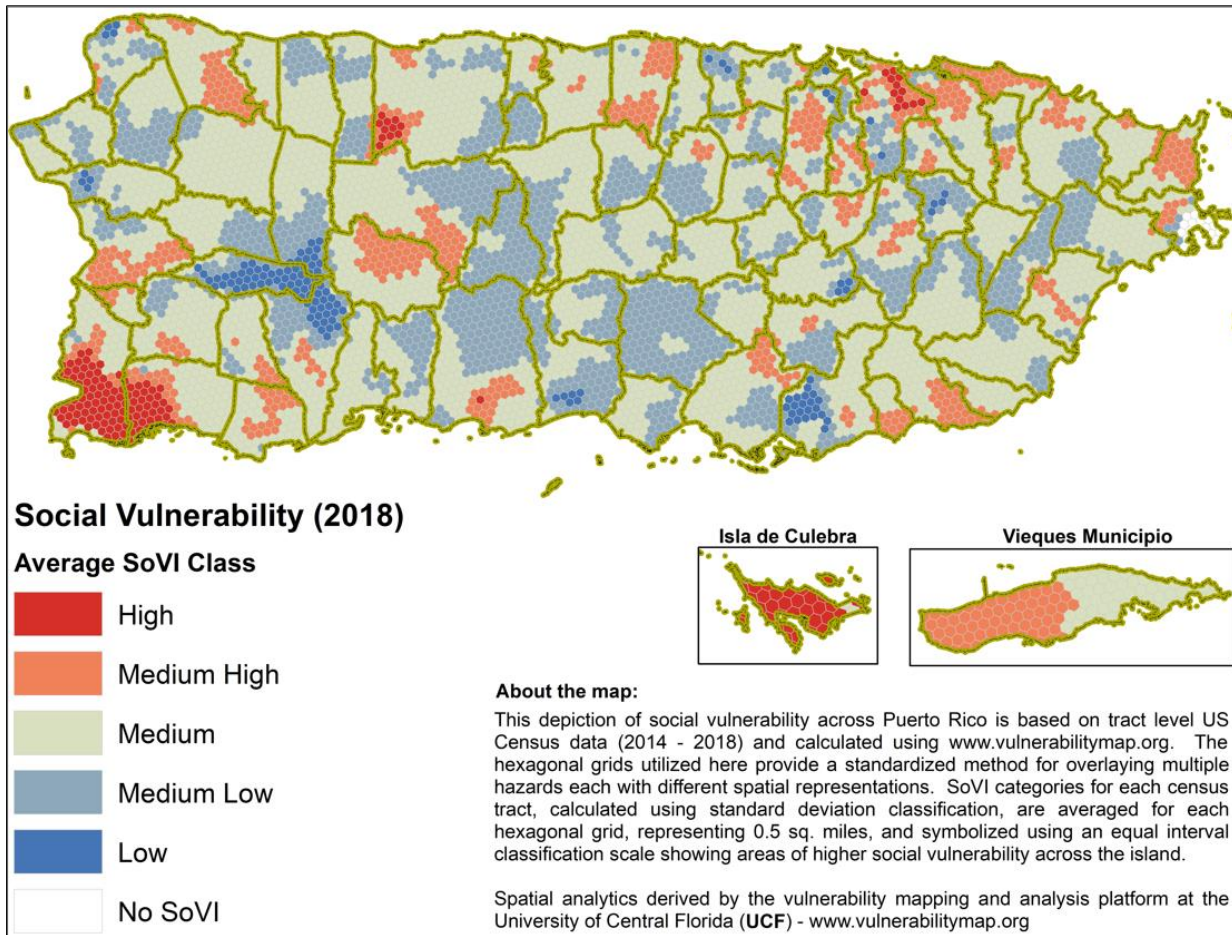 Social Vulnerability (2018)
Average SoVI Class
High
Medium High
Medium
Medium Low
Low
No SoVI
Isla de Culebra
Vieques Municipio
About the map:
This depiction of social vulnerability across Puerto Rico is based on tract level US
Census data (2014 - 2018) and calculated using www.vulnerabilitymap.org. The
hexagonal grids utilized here provide a standardized method for overlaying multiple
hazards each with different spatial representations. SoVI categories for each census
tract, calculated using standard deviation classification, are averaged for each
hexagonal grid, representing 0.5 sq. miles, and symbolized using an equal interval
classification scale showing areas of higher social vulnerability across the island.
Spatial analytics derived by the vulnerability mapping and analysis platform at the
University of Central Florida (UCF) - www.vulnerabilitymap.org